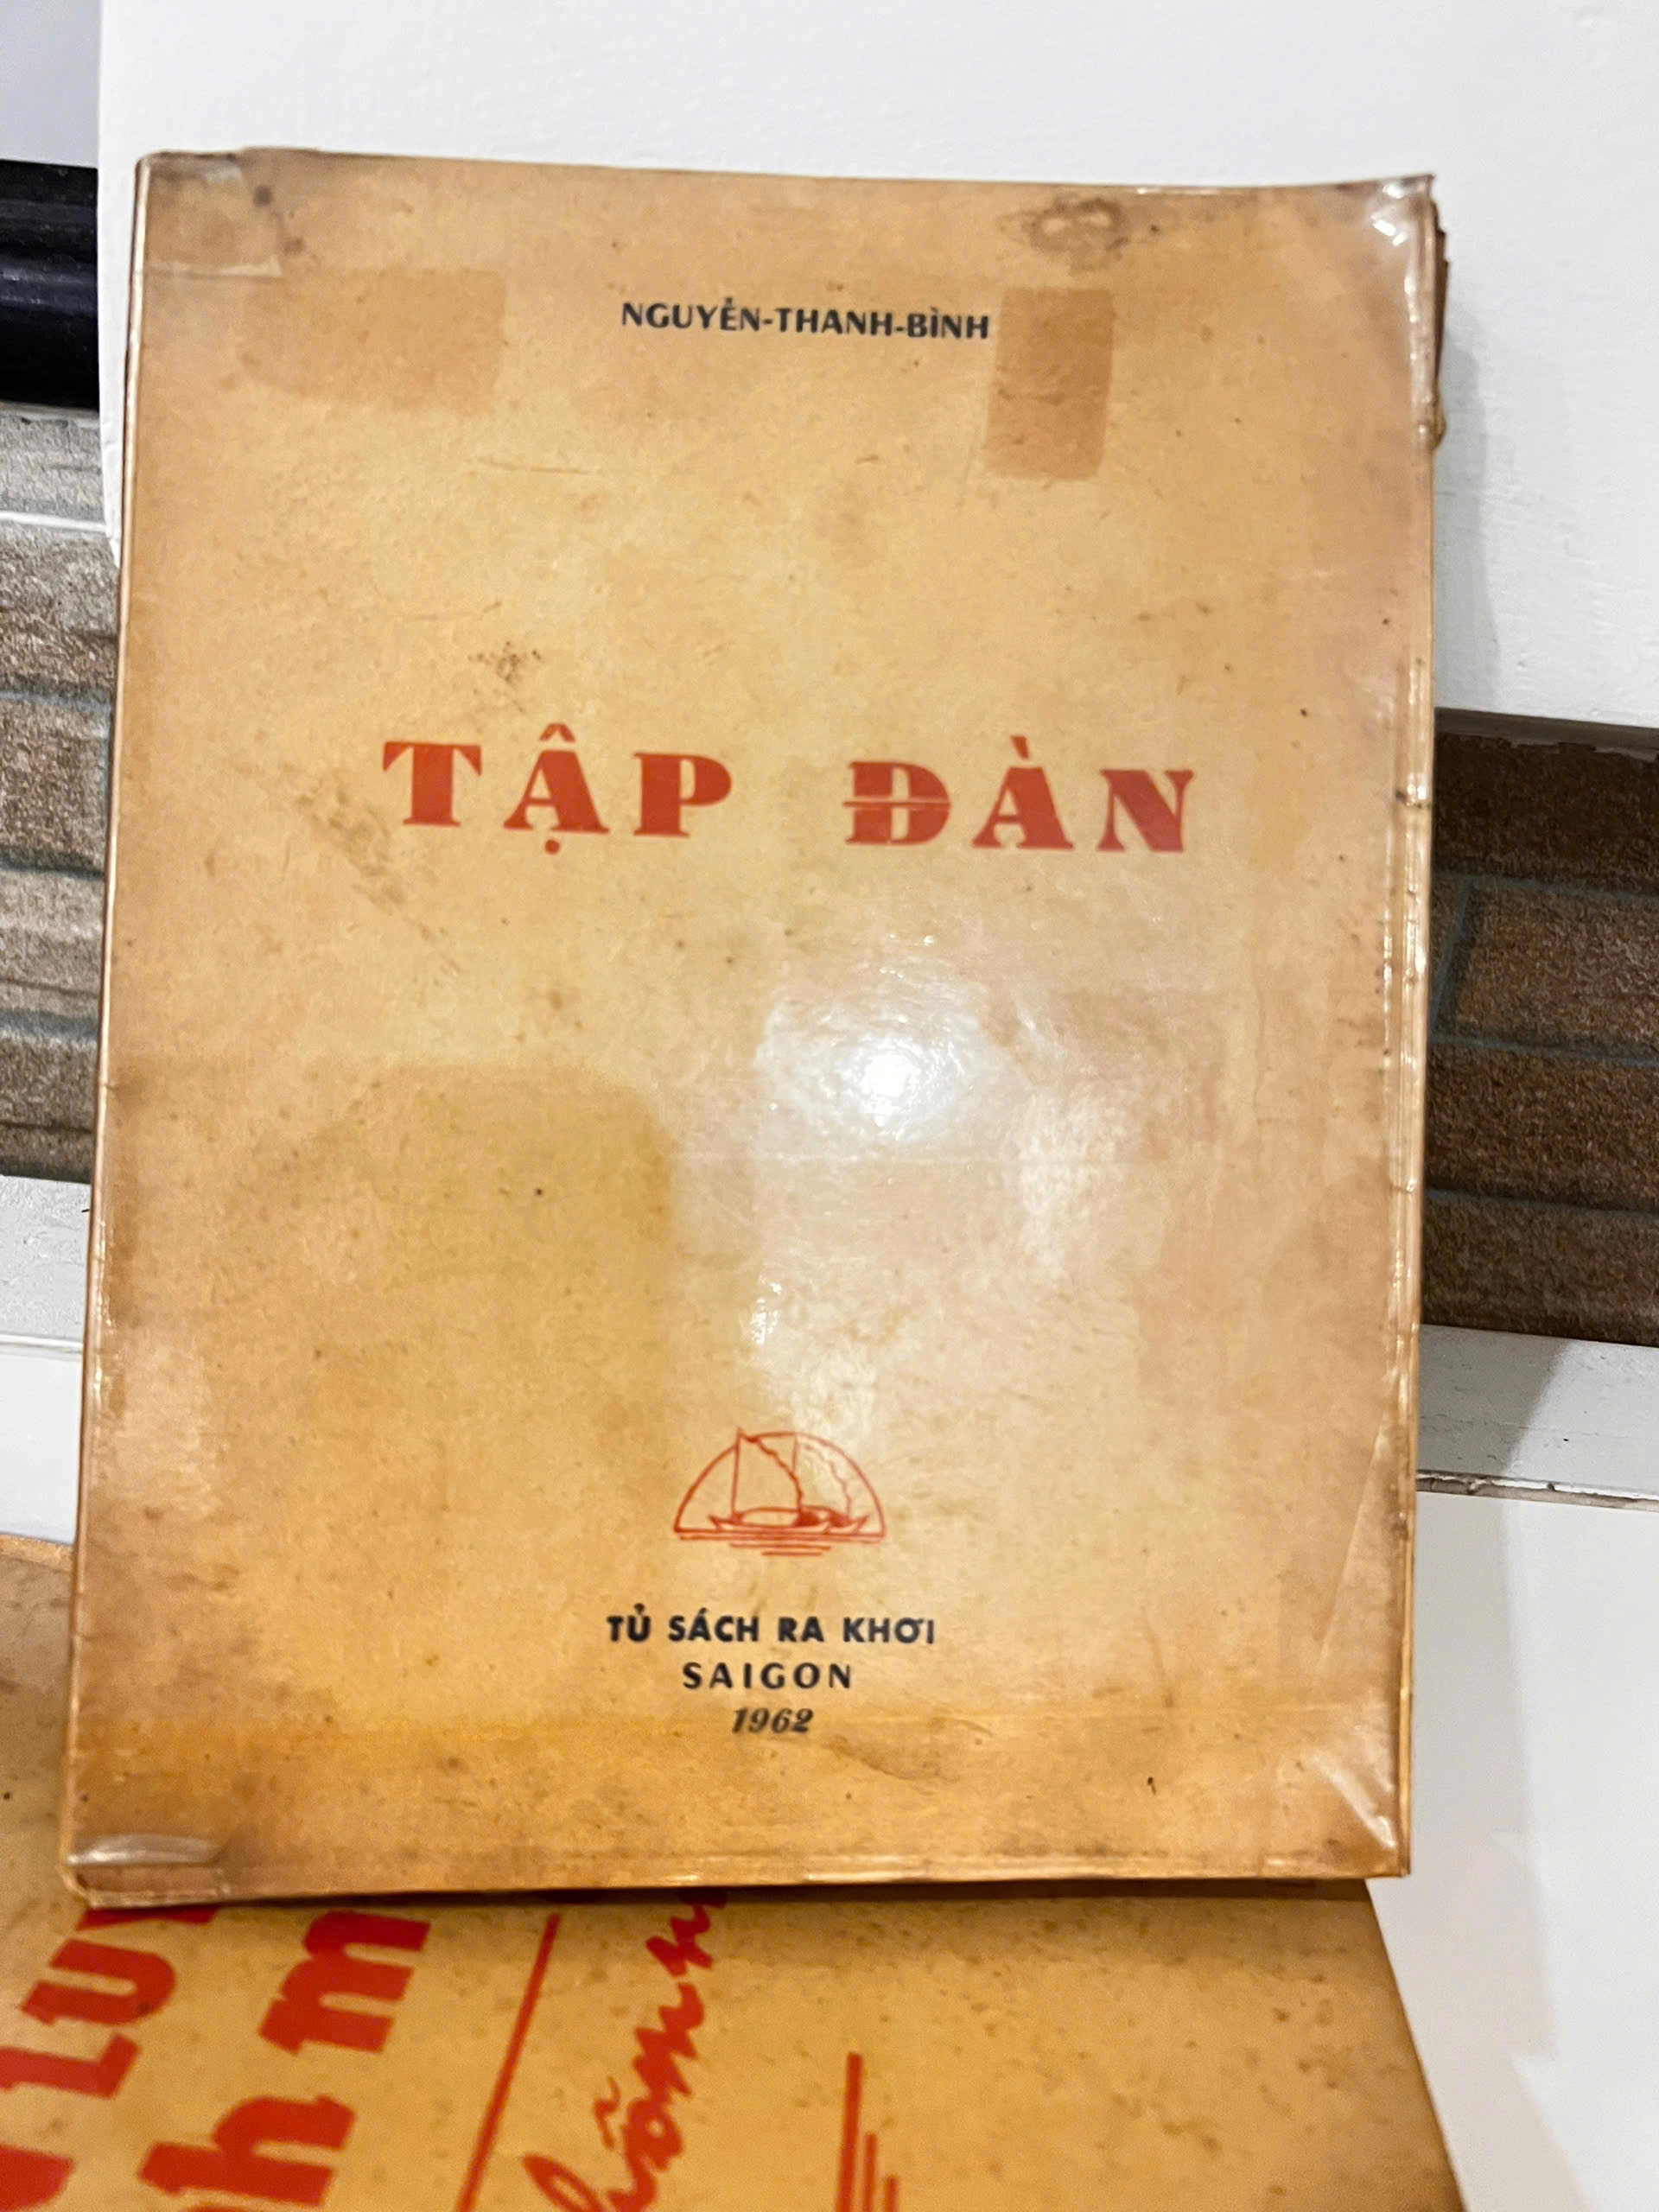 NGUYỄN-THANH-BÌNH
TẬP ĐÀN
TỦ SÁCH RA KHƠI
SAIGON
1962